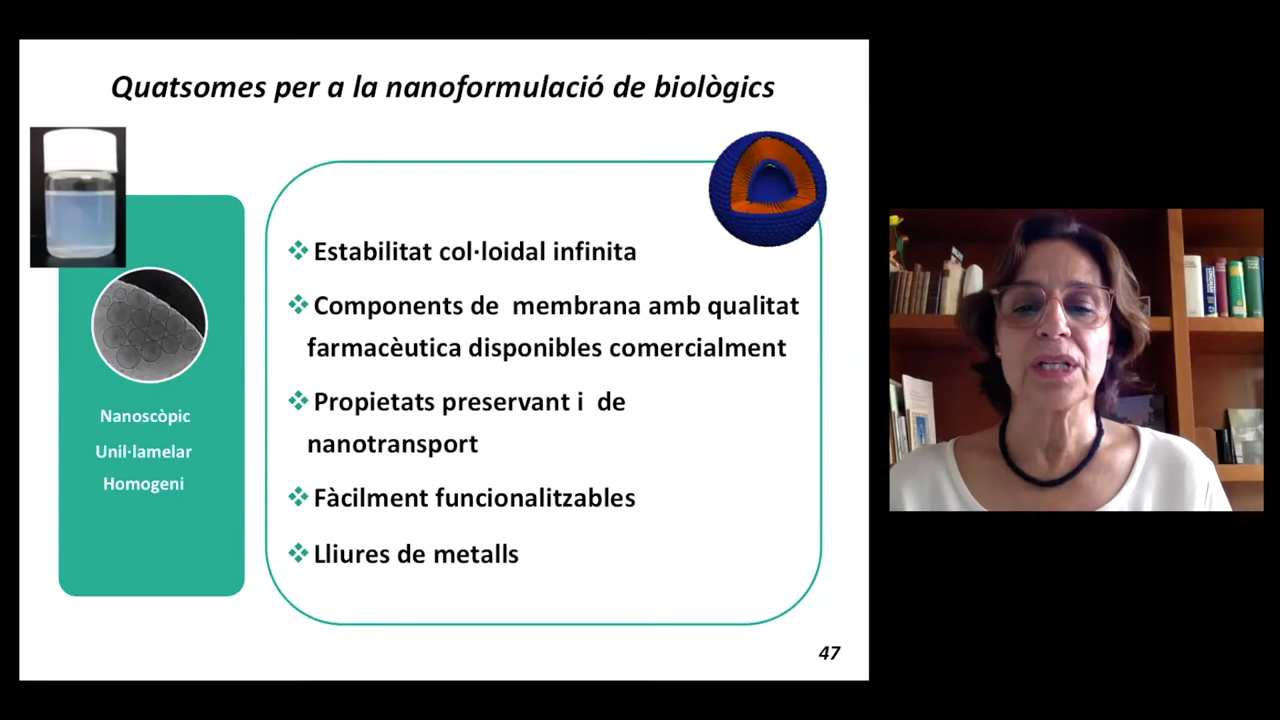 Quatsomes per a la nanoformulació de biològics
Nanoscòpic
Unil·lamelar
Homogeni
Estabilitat col·loidal infinita
Components de membrana amb qualitat
farmacèutica disponibles comercialment
Propietats preservant i de
nanotransport
Fàcilment funcionalitzables
Lliures de metalls
47